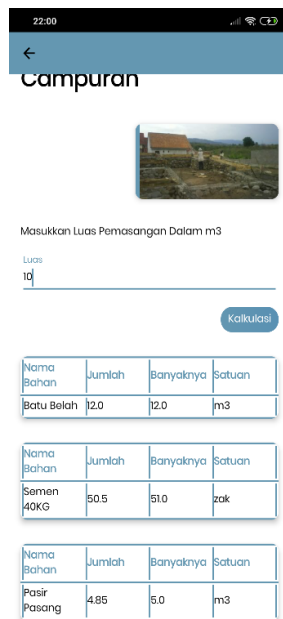 22:00
Campuran
Masukkan Luas Pemasangan Dalam m3
Luas
10
Kalkulasi
Nama Bahan Jumlah Banyaknya Satuan
Batu Belah 12.0 12.0 m3
Nama Bahan Jumlah Banyaknya Satuan
Semen 40KG 50.5 51.0 zak
Nama Bahan Jumlah Banyaknya Satuan
Pasir Pasang 4.85 5.0 m3